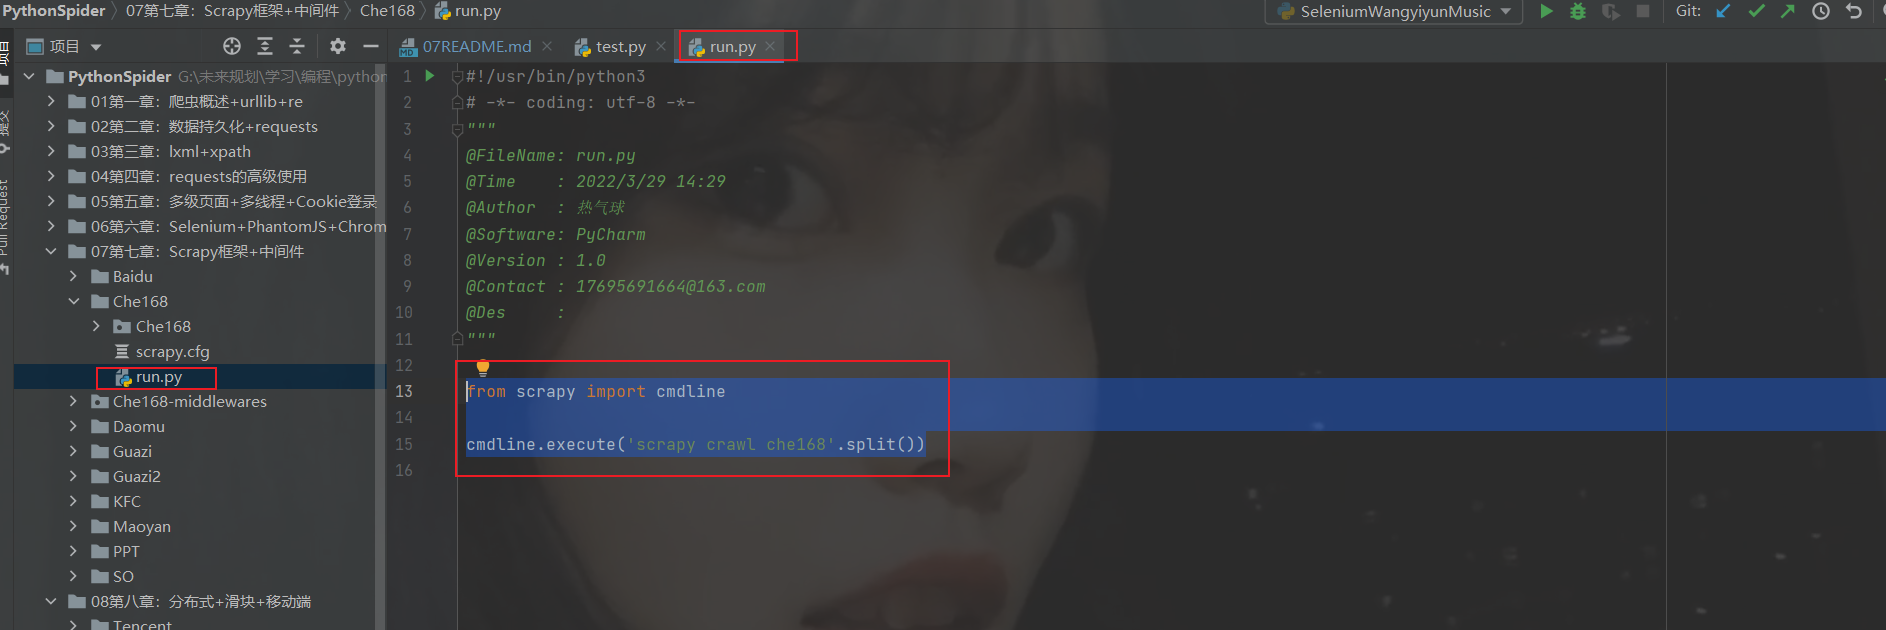 PythonSpider 07第七章：Scrapy框架+中间件 Che168 run.py
SeleniumWangyiyunMusic Git:
项目
07README.md test.py run.py
项目
提交
Pull Request
PythonSpider G:\未来规划\学习\编程\python
01第一章：爬虫概述+urllib+re
02第二章：数据持久化+requests
03第三章：lxml+xpath
04第四章：requests的高级使用
05第五章：多级页面+多线程+Cookie登录
06第六章：Selenium+PhantomJS+Chrom
07第七章：Scrapy框架+中间件
Baidu
Che168
Che168
scrapy.cfg
run.py
Che168-middlewares
Daomu
Guazi
Guazi2
KFC
Maoyan
PPT
SO
08第八章：分布式+滑块+移动端
Tencent
1 #!/usr/bin/python3
2 # -*- coding: utf-8 -*-
3 """
4 @FileName: run.py
5 @Time : 2022/3/29 14:29
6 @Author : 热气球
7 @Software: PyCharm
8 @Version : 1.0
9 @Contact : 17695691664@163.com
10 @Des :
11 """
12
13 from scrapy import cmdline
14
15 cmdline.execute('scrapy crawl che168'.split())
16